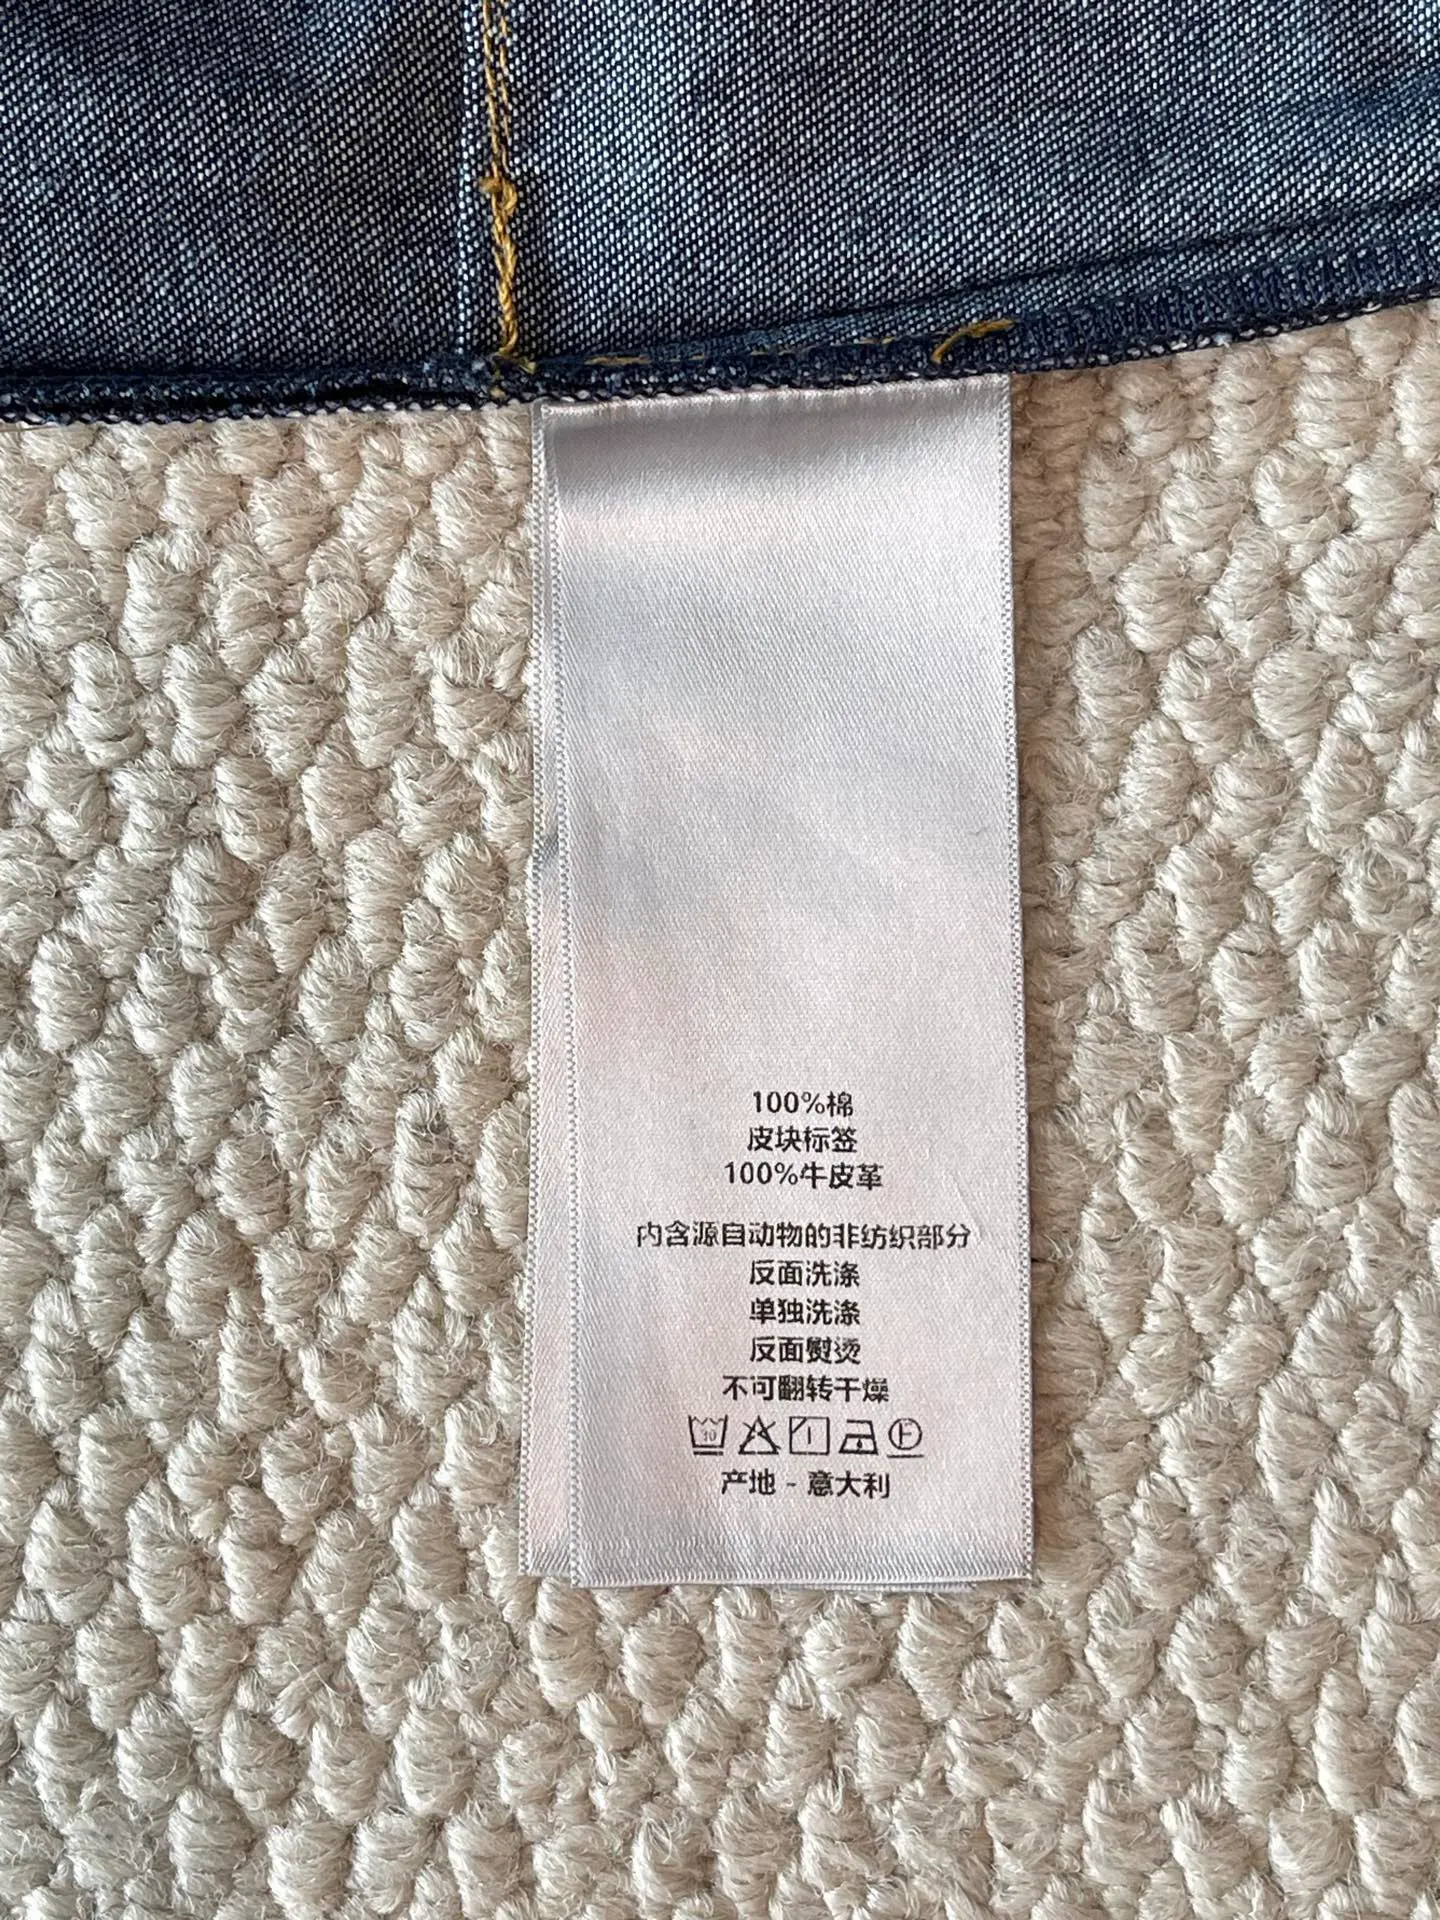 100%棉
皮块标签
100%牛皮革
内含源自动物的非纺织部分
反面洗涤
单独洗涤
反面熨烫
不可翻转干燥
产地 - 意大利